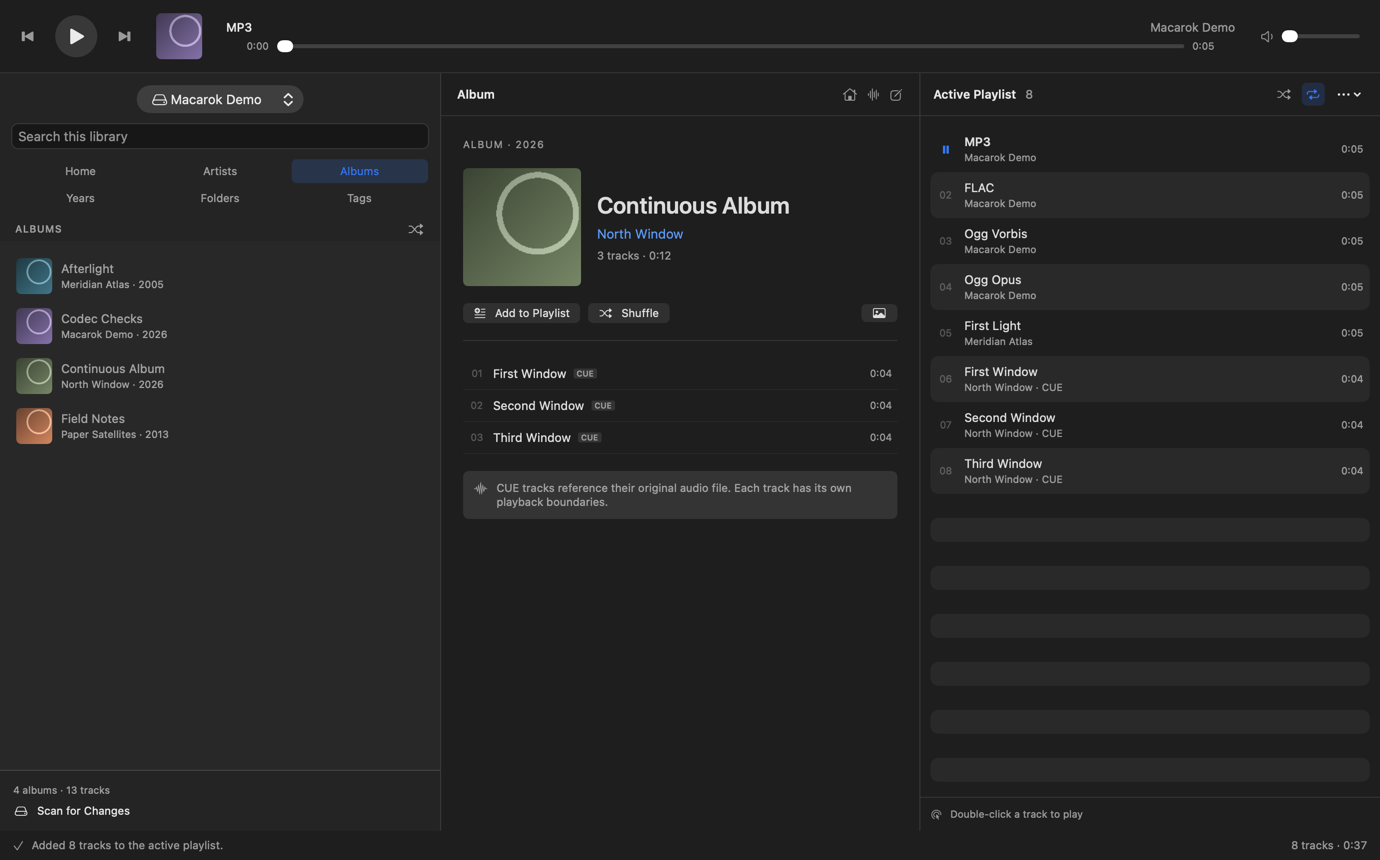 MP3
Macarok Demo
0:00
0:05
Macarok Demo
Search this library
Home Artists Albums
Years Folders Tags
ALBUMS
Afterlight
Meridian Atlas · 2005
Codec Checks
Macarok Demo · 2026
Continuous Album
North Window · 2026
Field Notes
Paper Satellites · 2013
4 albums · 13 tracks
Scan for Changes
Album
ALBUM · 2026
Continuous Album
North Window
3 tracks · 0:12
Add to Playlist Shuffle
01 First Window CUE 0:04
02 Second Window CUE 0:04
03 Third Window CUE 0:04
CUE tracks reference their original audio file. Each track has its own
playback boundaries.
Active Playlist 8
MP3
Macarok Demo
0:05
02 FLAC
Macarok Demo
0:05
03 Ogg Vorbis
Macarok Demo
0:05
04 Ogg Opus
Macarok Demo
0:05
05 First Light
Meridian Atlas
0:05
06 First Window
North Window · CUE
0:04
07 Second Window
North Window · CUE
0:04
08 Third Window
North Window · CUE
0:04
Double-click a track to play
Added 8 tracks to the active playlist.
8 tracks · 0:37